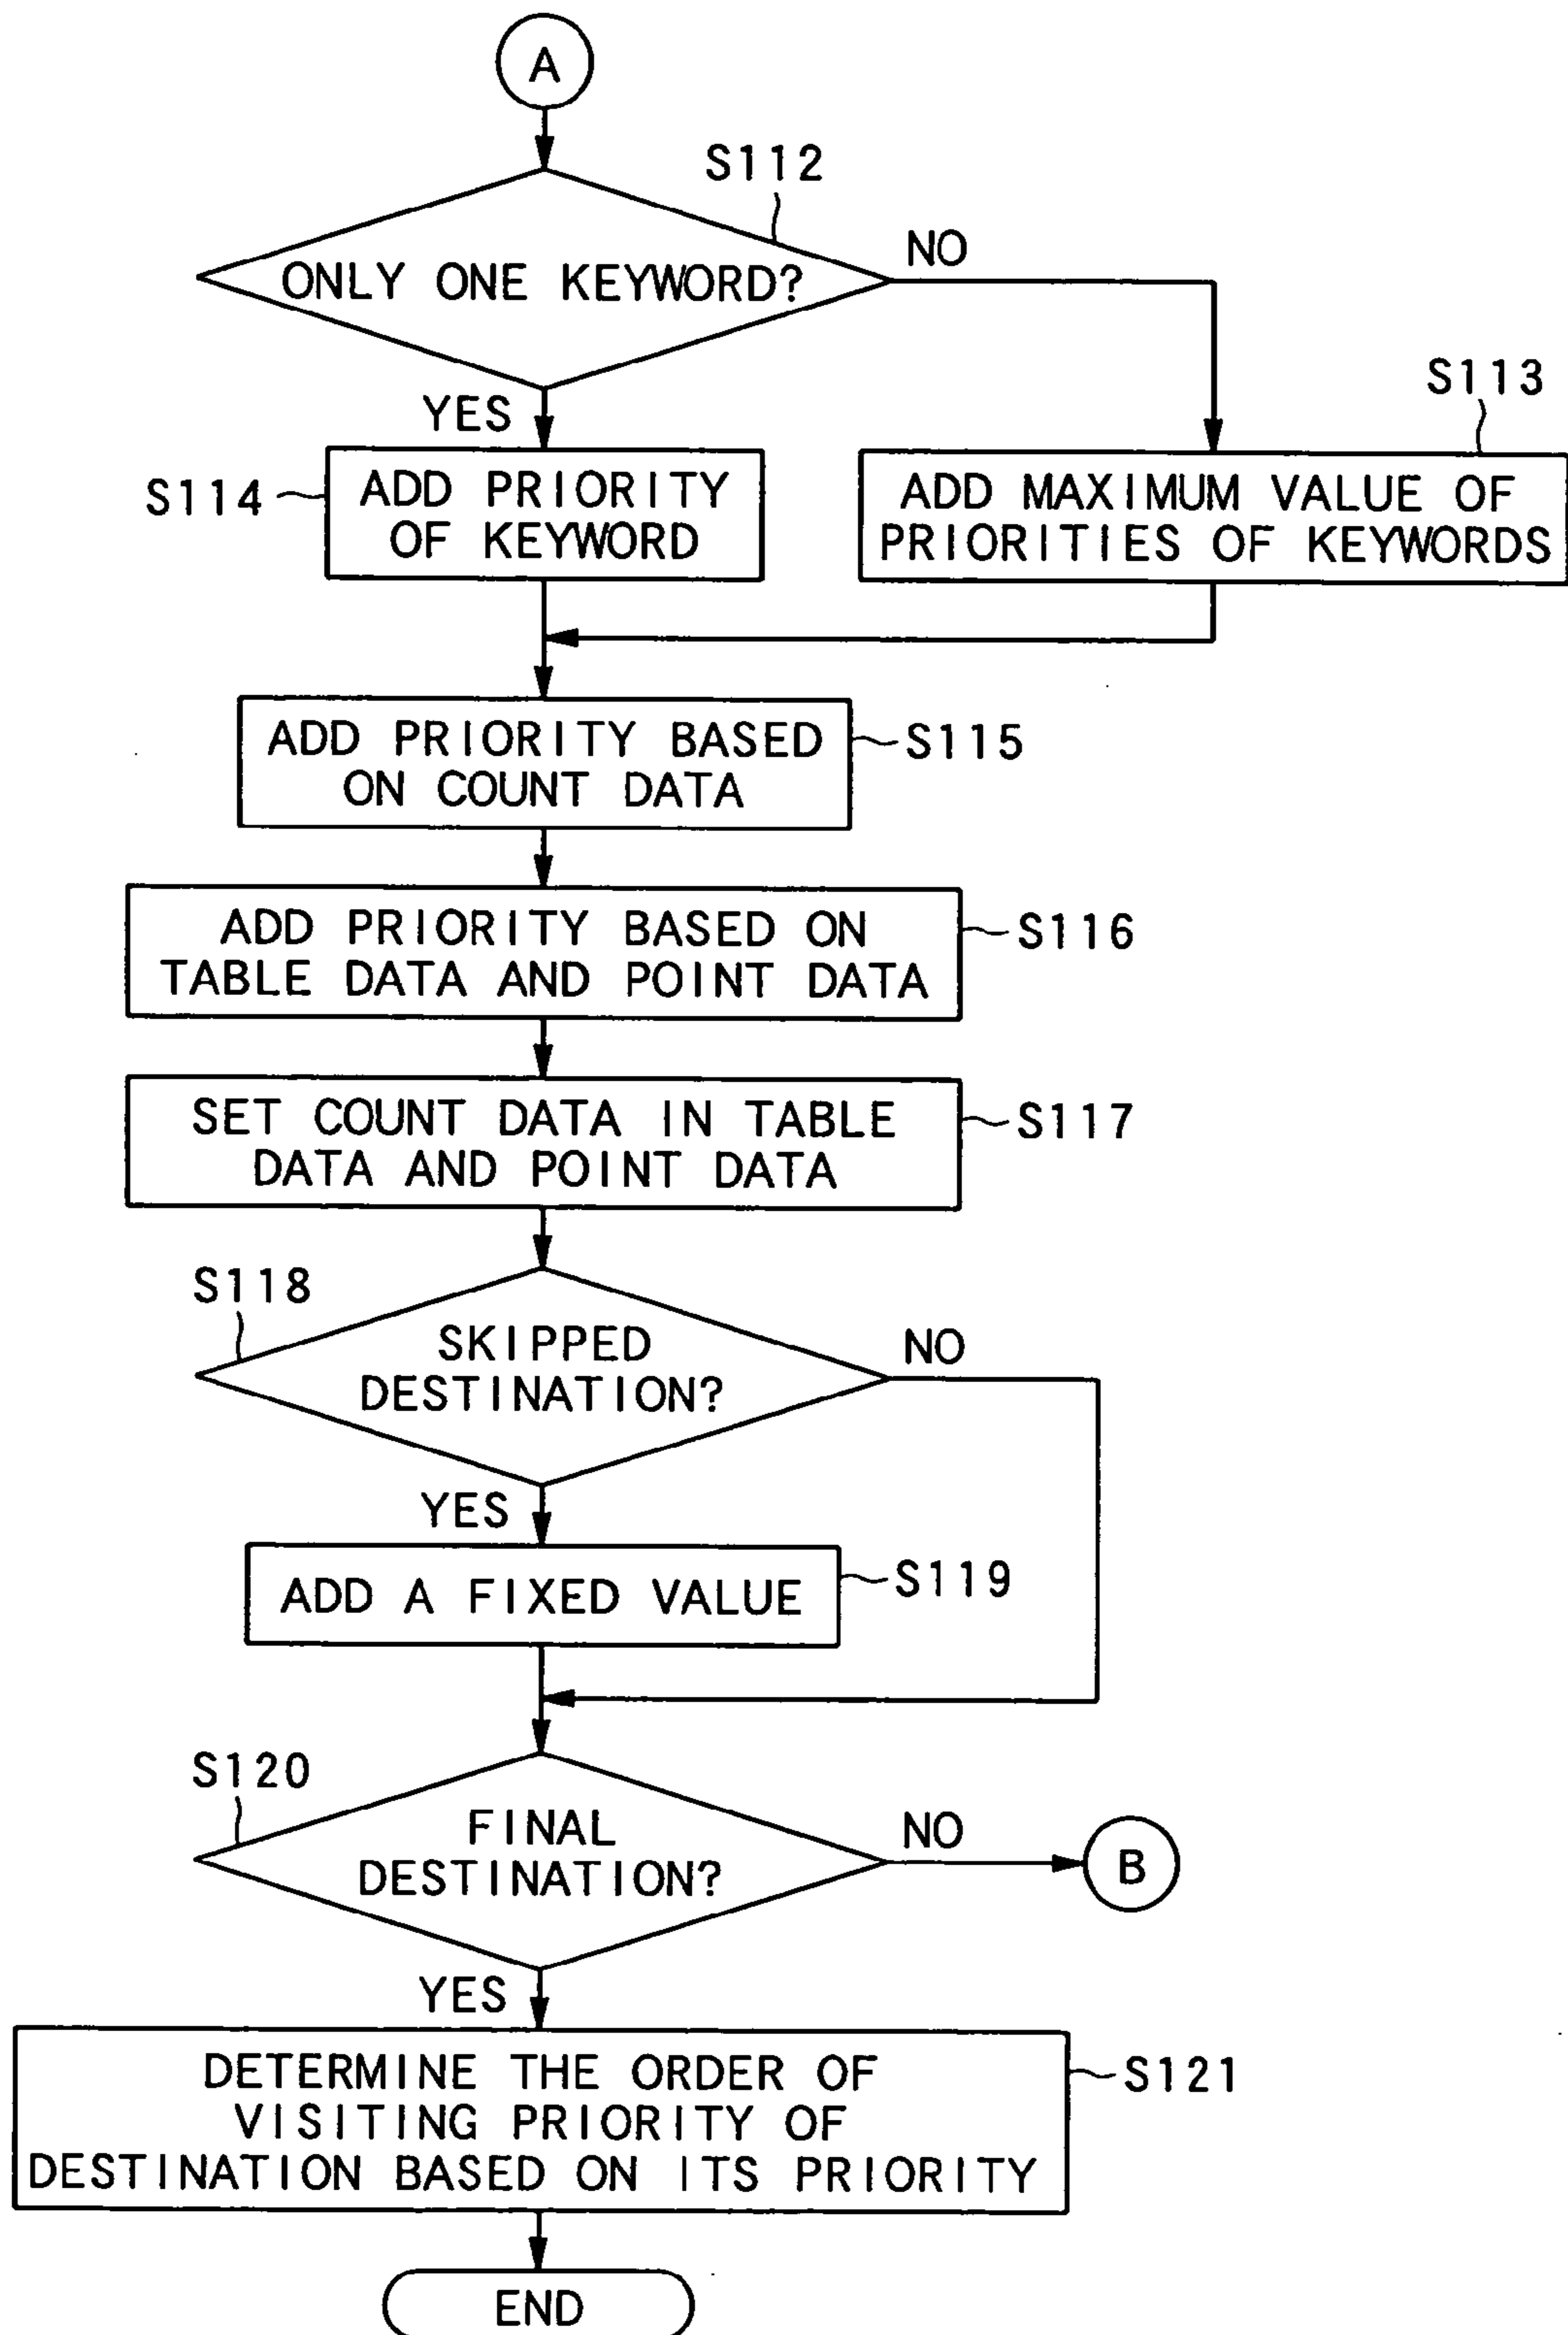 A
S112
ONLY ONE KEYWORD?
NO
YES
S113
S114
ADD PRIORITY
OF KEYWORD
ADD MAXIMUM VALUE OF
PRIORITIES OF KEYWORDS
ADD PRIORITY BASED
ON COUNT DATA
S115
ADD PRIORITY BASED ON
TABLE DATA AND POINT DATA
S116
SET COUNT DATA IN TABLE
DATA AND POINT DATA
S117
S118
SKIPPED
DESTINATION?
NO
YES
ADD A FIXED VALUE
S119
S120
FINAL
DESTINATION?
NO
B
YES
DETERMINE THE ORDER OF
VISITING PRIORITY OF
DESTINATION BASED ON ITS PRIORITY
S121
END